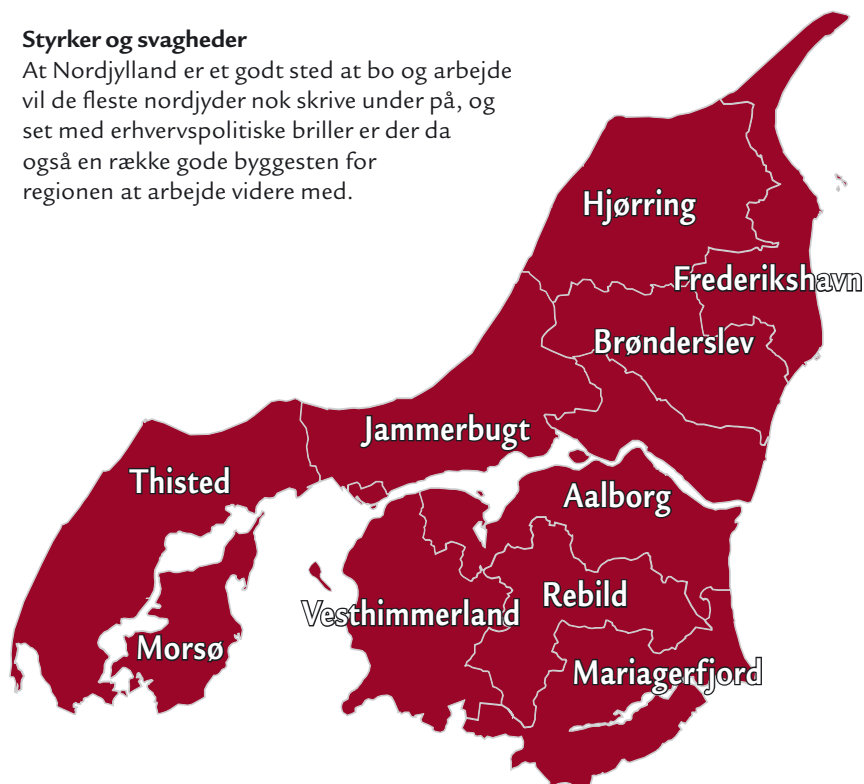 Styrker og svagheder
At Nordjylland er et godt sted at bo og arbejde
vil de fleste nordjyder nok skrive under på, og
set med erhvervspolitiske briller er der da
også en række gode byggesten for
regionen at arbejde videre med.
Hjørring
Frederikshavn
Brønderslev
Jammerbugt
Thisted
Aalborg
Rebild
Vesthimmerland
Morsø
Mariagerfjord